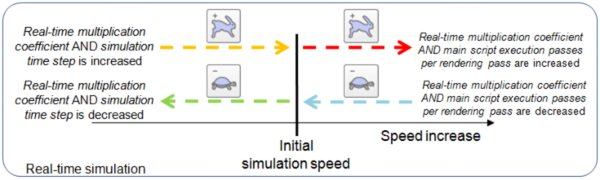 Real-time multiplication
coefficient AND simulation
time step is increased
Real-time multiplication coefficient
AND main script execution passes
per rendering pass are increased
Real-time multiplication
coefficient AND simulation
time step is decreased
Real-time multiplication coefficient
AND main script execution passes
per rendering pass are decreased
Initial
simulation speed
Speed increase
Real-time simulation